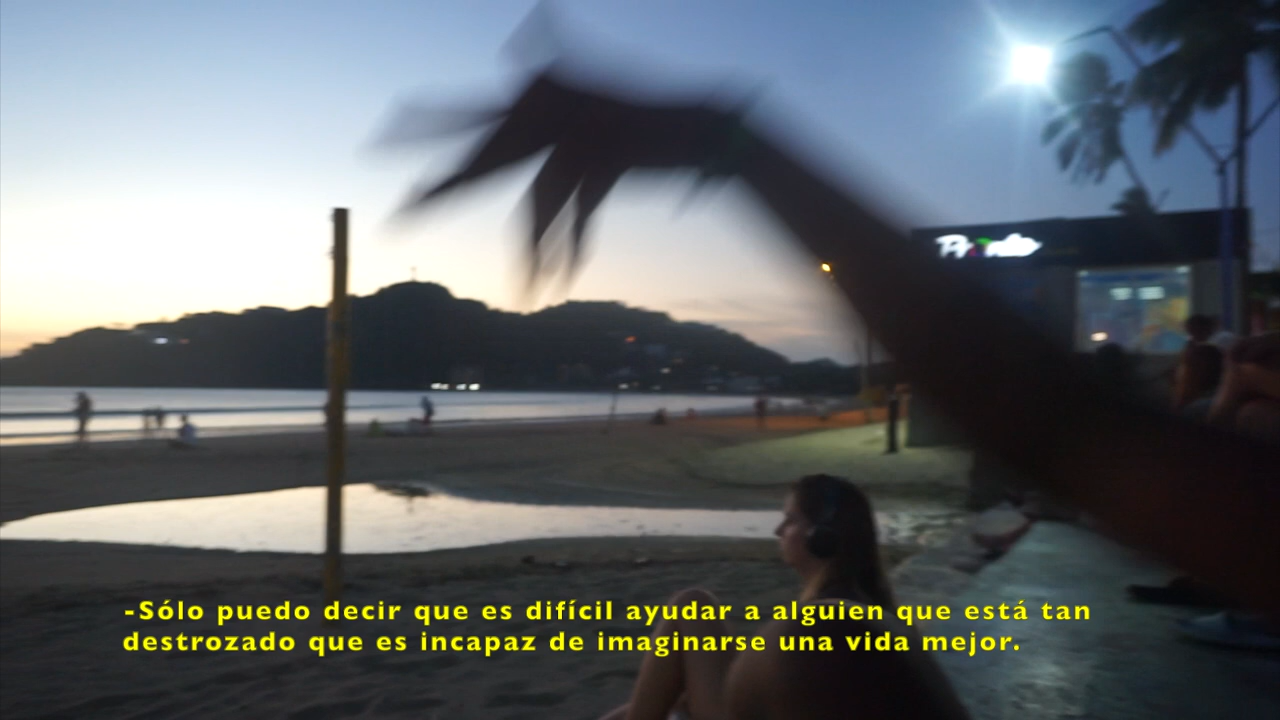 -Sólo puedo decir que es difícil ayudar a alguien que está tan
destrozado que es incapaz de imaginarse una vida mejor.